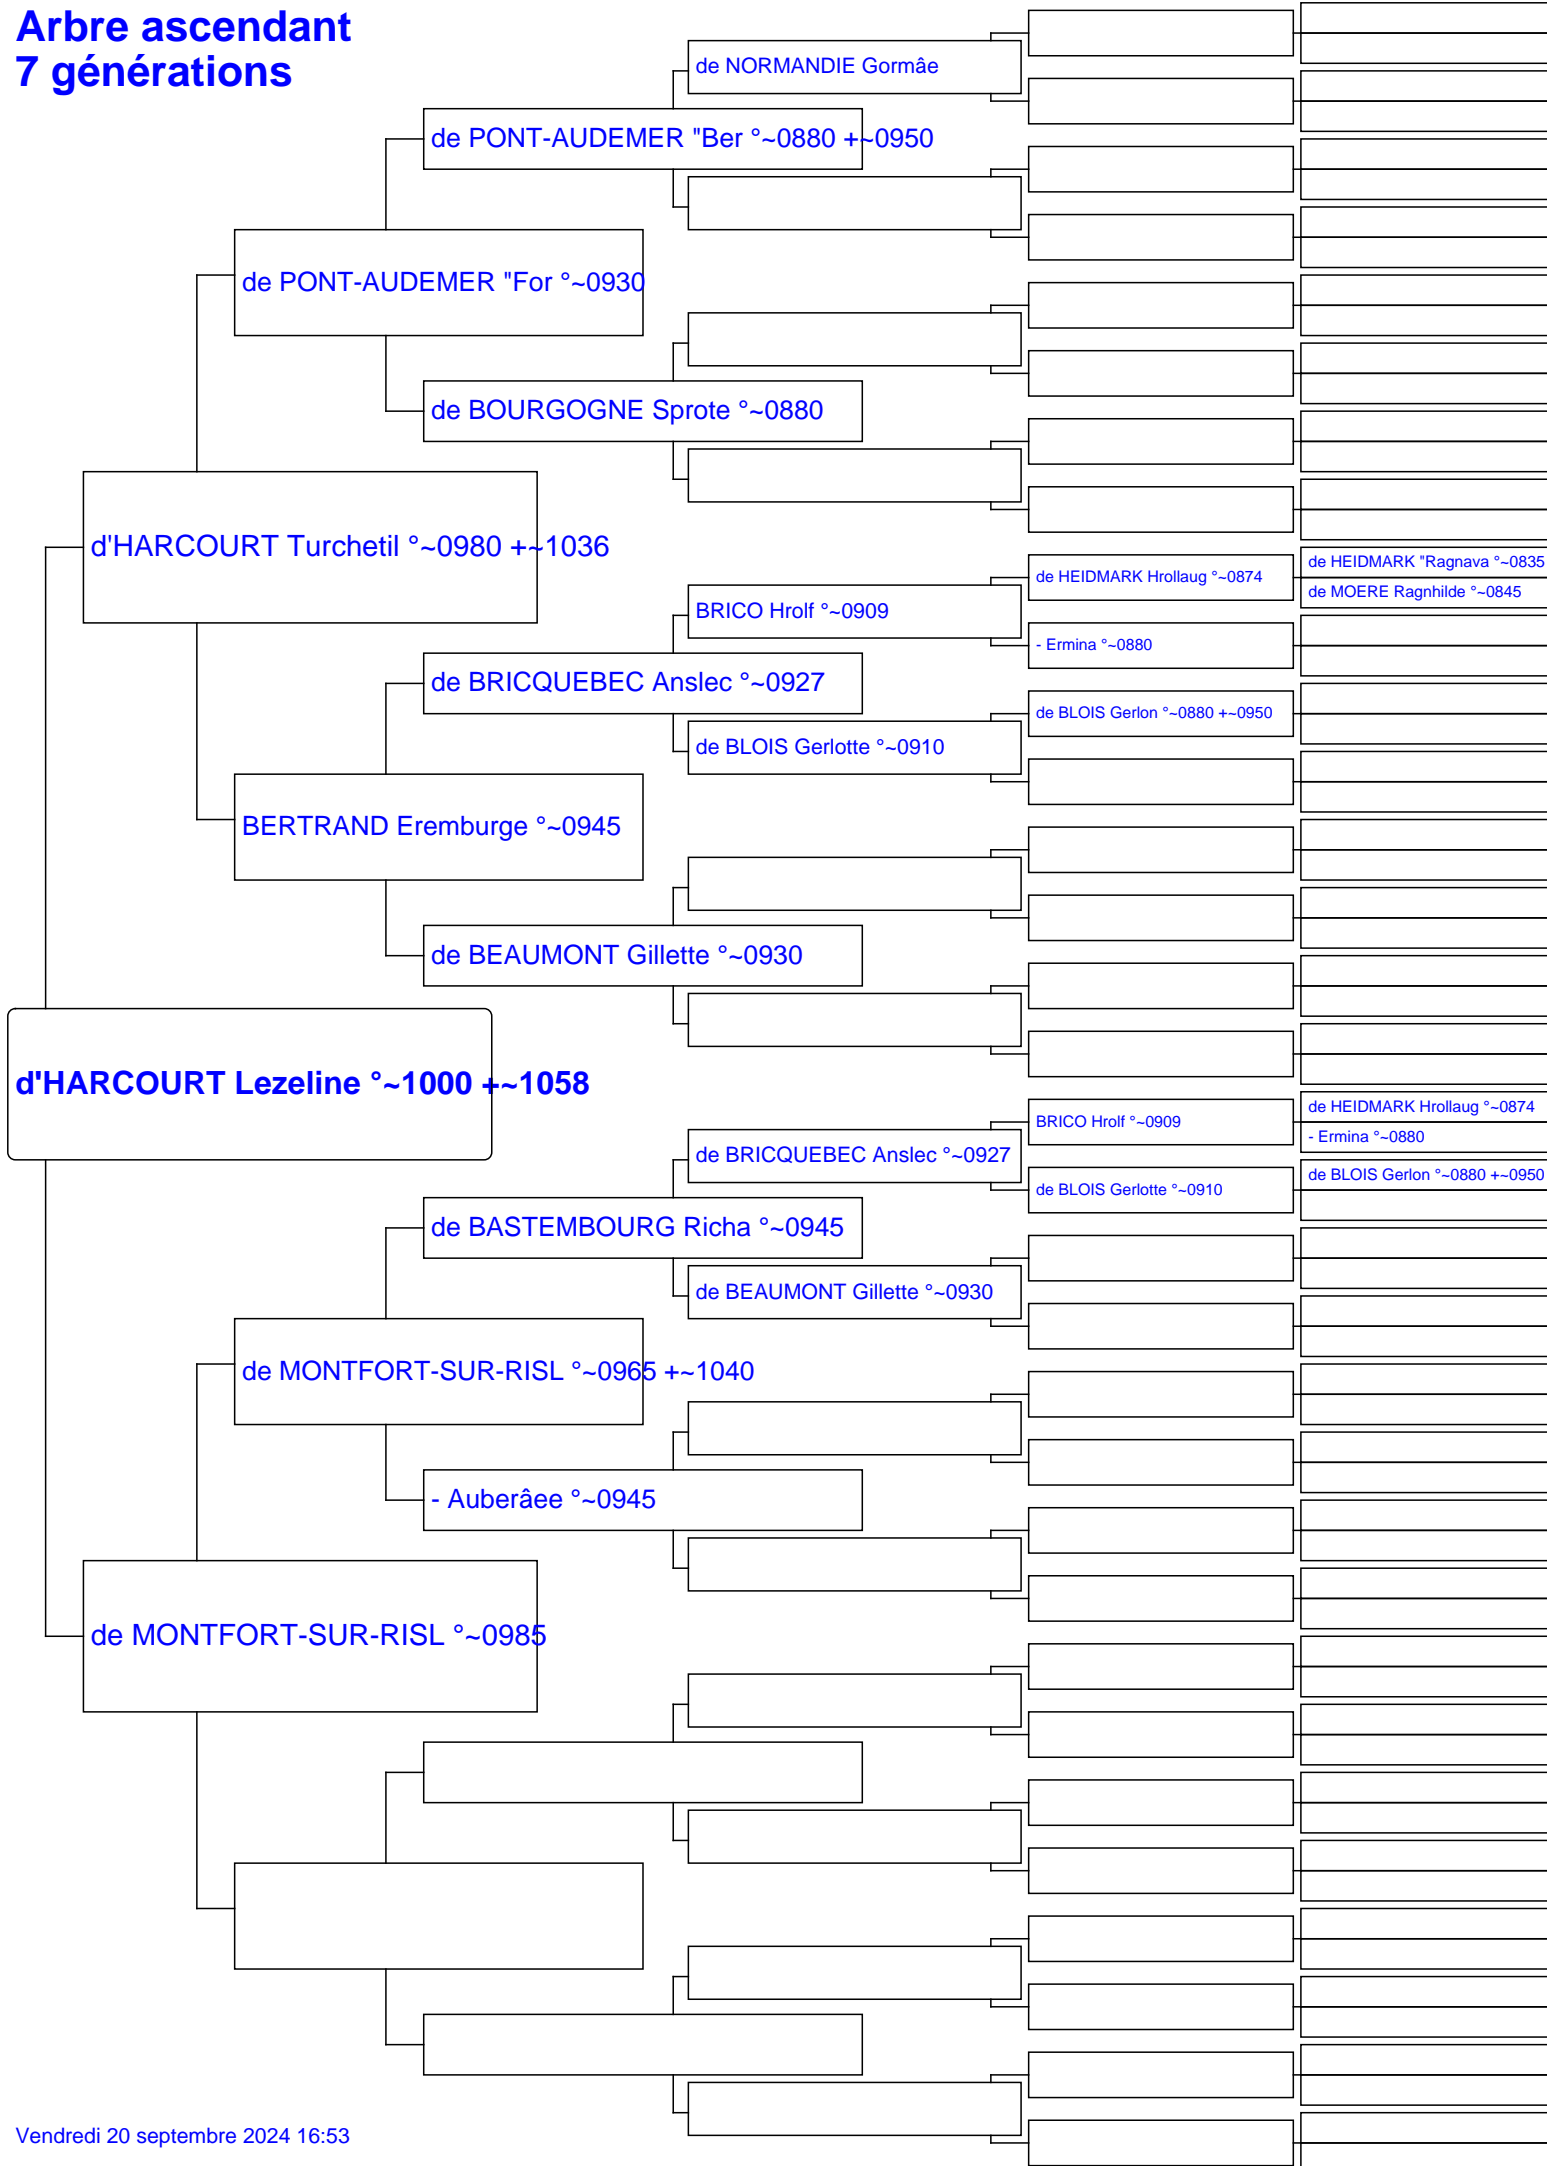 Arbre ascendant
7 générations
de NORMANDIE Gormâe
de PONT-AUDEMER "Ber °~0880 +~0950
de PONT-AUDEMER "For °~0930
de BOURGOGNE Sprote °~0880
d'HARCOURT Turchetil °~0980 +~1036
de HEIDMARK "Ragnava °~0835
de HEIDMARK Hrollaug °~0874
de MOERE Ragnhilde °~0845
BRICO Hrolf °~0909
- Ermina °~0880
de BRICQUEBEC Anslec °~0927
de BLOIS Gerlon °~0880 +~0950
de BLOIS Gerlotte °~0910
BERTRAND Eremburge °~0945
de BEAUMONT Gillette °~0930
d'HARCOURT Lezeline °~1000 +~1058
de HEIDMARK Hrollaug °~0874
BRICO Hrolf °~0909
- Ermina °~0880
de BRICQUEBEC Anslec °~0927
de BLOIS Gerlon °~0880 +~0950
de BLOIS Gerlotte °~0910
de BASTEMBOURG Richa °~0945
de BEAUMONT Gillette °~0930
de MONTFORT-SUR-RISL °~0965 +~1040
- Auberâee °~0945
de MONTFORT-SUR-RISL °~0985
Vendredi 20 septembre 2024 16:53